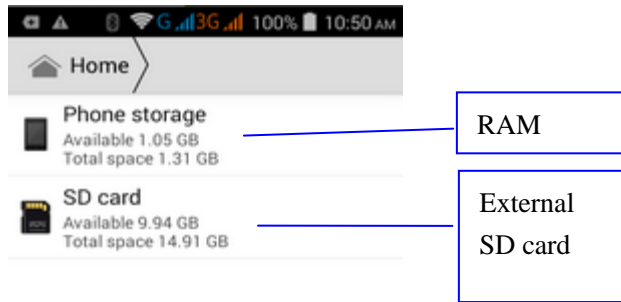 G 3G 100% 10:50 AM
Home
Phone storage
Available 1.05 GB
Total space 1.31 GB
RAM
SD card
Available 9.94 GB
Total space 14.91 GB
External
SD card